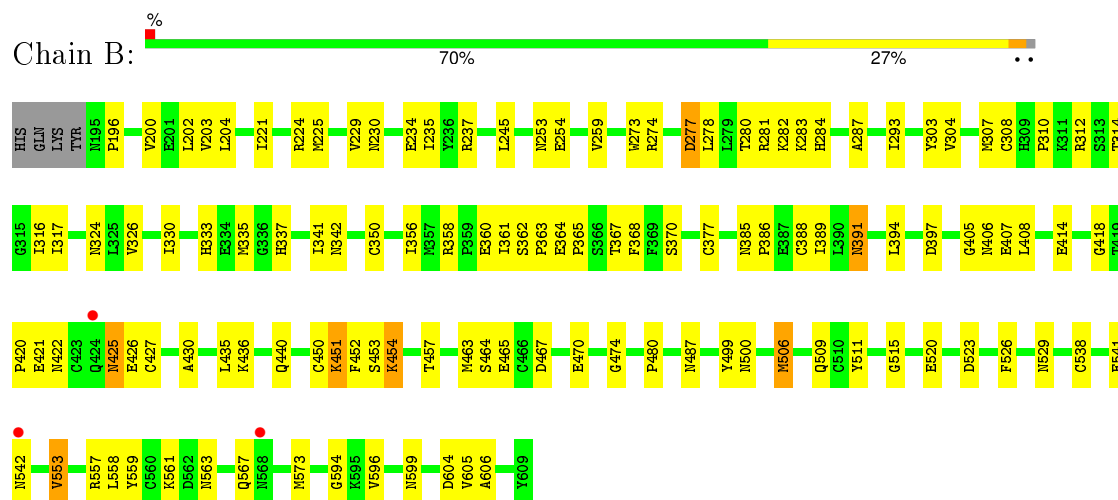 %
Chain B:
70% 27% • •
HIS GLN LYS TYR N195 P196 V200 E201 L202 V203 L204 L221 R224 M225 V229 N230 E234 I235 Y236 R237 L245 N253 E254 V259 W273 R274 D277 L278 L279 T280 R281 K282 K283 H284 A287 L293 Y303 V304 M307 C308 H309 P310 K311 R312 S313 T314
G315 I316 I317 N324 L325 V326 I330 H333 E334 M335 G336 H337 I341 N342 C350 I356 M357 R358 P359 E360 I361 S362 P363 E364 P365 S366 T367 F368 F369 S370 C377 N385 P386 E387 C388 I389 L390 N391 L394 D397 G405 N406 E407 L408 E414 G418 T419
P420 E421 N422 C423 Q424 N425 E426 C427 A430 L435 K436 Q440 C450 K451 F452 S453 K454 T457 M463 S464 E465 C466 D467 E470 G474 P480 N487 Y499 N500 M506 Q509 C510 Y511 G515 E520 D523 F526 N529 C538 E541
N542 V553 R557 L558 Y559 C560 K561 D562 N563 Q567 N568 M573 G594 K595 V596 N599 D604 V605 A606 Y609